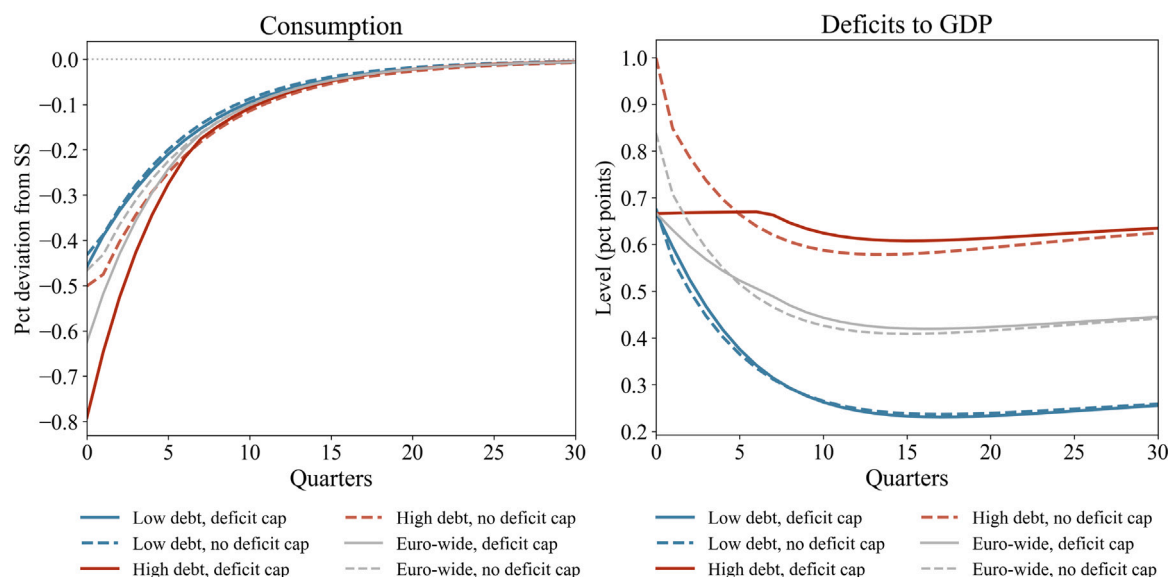 Consumption
Pct deviation from SS
0.0
−0.1
−0.2
−0.3
−0.4
−0.5
−0.6
−0.7
−0.8
0 5 10 15 20 25 30
Quarters
Low debt, deficit cap
Low debt, no deficit cap
High debt, deficit cap
High debt, no deficit cap
Euro-wide, deficit cap
Euro-wide, no deficit cap
Deficits to GDP
Level (pct points)
1.0
0.9
0.8
0.7
0.6
0.5
0.4
0.3
0.2
0 5 10 15 20 25 30
Quarters
Low debt, deficit cap
Low debt, no deficit cap
High debt, deficit cap
High debt, no deficit cap
Euro-wide, deficit cap
Euro-wide, no deficit cap